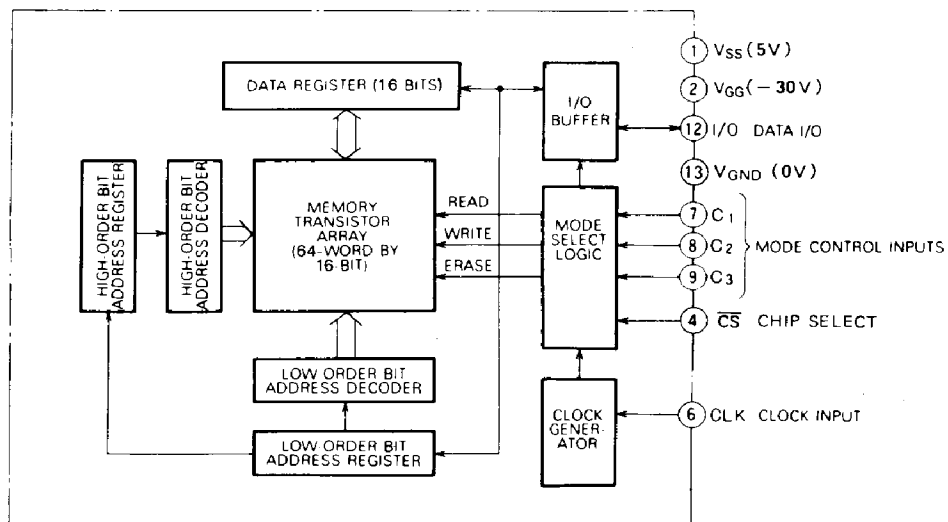 DATA REGISTER (16 BITS)
I/O
BUFFER
HIGH-ORDER BIT
ADDRESS REGISTER
HIGH-ORDER BIT
ADDRESS DECODER
MEMORY
TRANSISTOR
ARRAY
(64-WORD BY
16-BIT)
READ
WRITE
ERASE
MODE
SELECT
LOGIC
LOW ORDER BIT
ADDRESS DECODER
LOW-ORDER BIT
ADDRESS REGISTER
CLOCK
GENER-
ATOR
1 VSS (5V)
2 VGG (-30V)
12 I/O DATA I/O
13 VGND (0V)
7 C1
8 C2
9 C3
MODE CONTROL INPUTS
4 C̅S̅ CHIP SELECT
6 CLK CLOCK INPUT